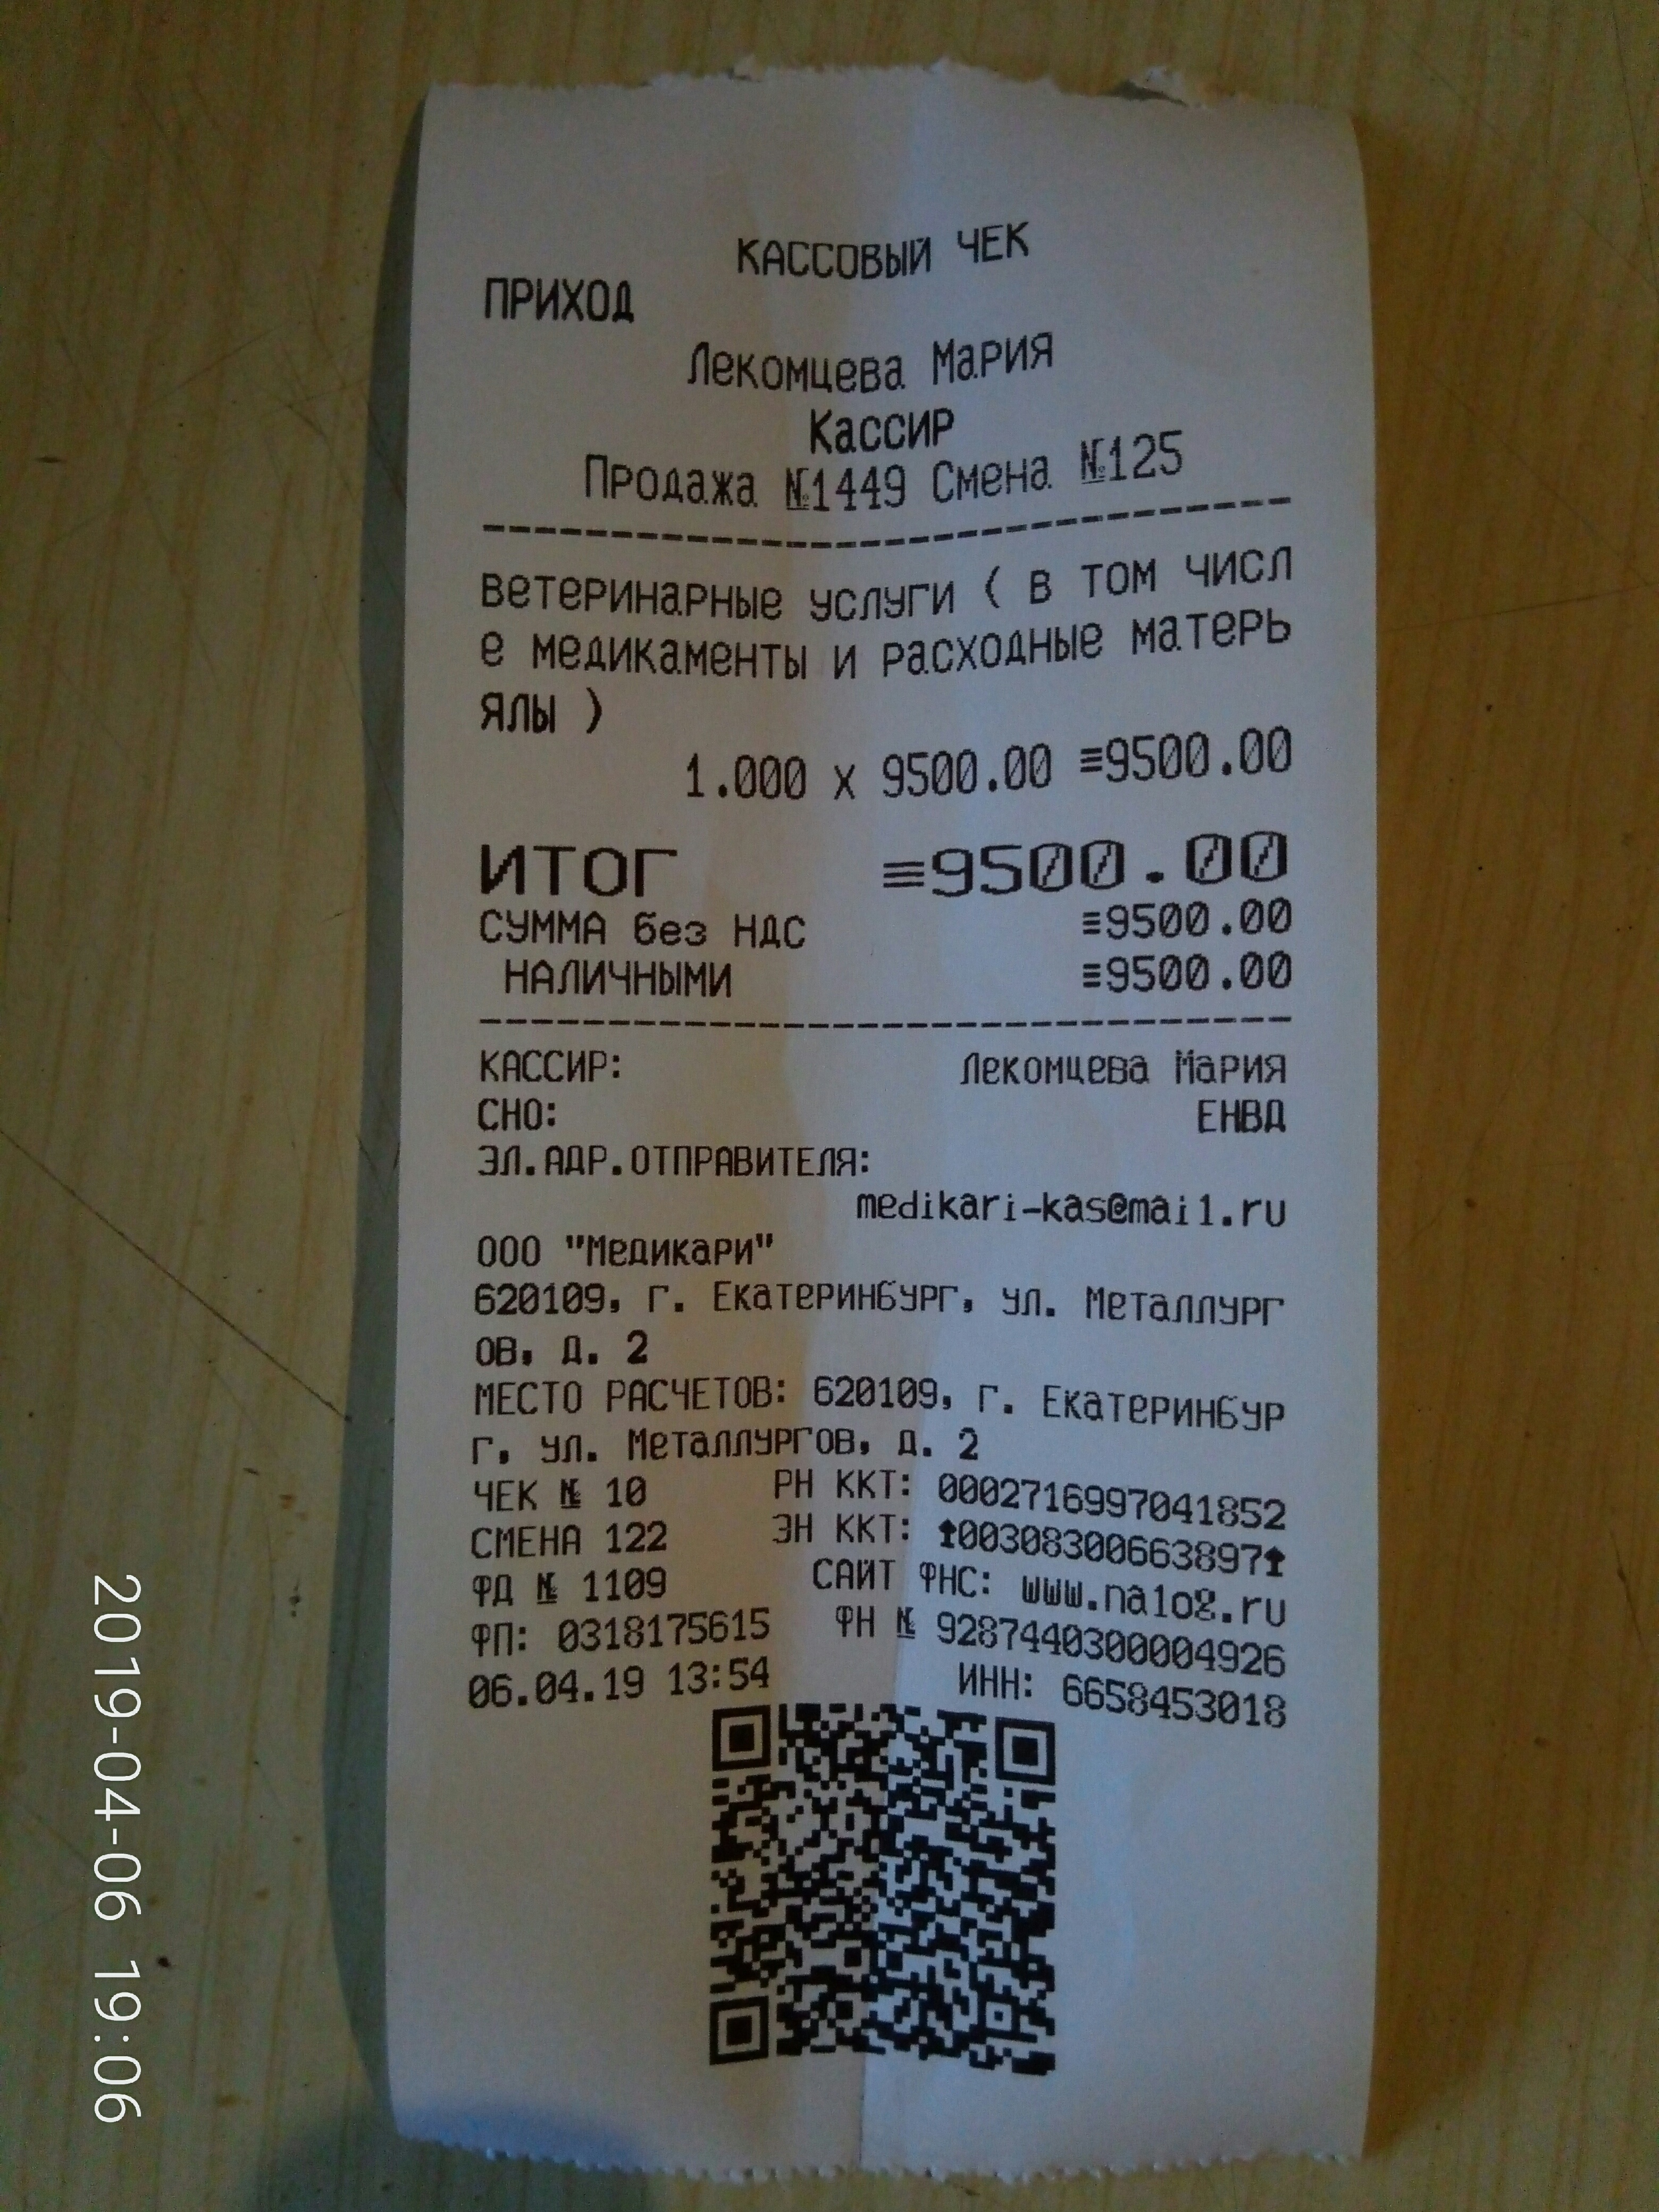 КАССОВЫЙ ЧЕК
ПРИХОД
Лекомцева Мария
Кассир
Продажа №1449 Смена №125
ветеринарные услуги ( в том числ
е медикаменты и расходные матерь
ялы )
1.000 x 9500.00 ≡9500.00
ИТОГ ≡9500.00
СУММА без НДС ≡9500.00
НАЛИЧНЫМИ ≡9500.00
КАССИР: Лекомцева Мария
СНО: ЕНВД
ЭЛ.АДР.ОТПРАВИТЕЛЯ:
medikari-kas@mail.ru
ООО "Медикари"
620109, г. Екатеринбург, ул. Металлург
ов, д. 2
МЕСТО РАСЧЕТОВ: 620109, г. Екатеринбур
г, ул. Металлургов, д. 2
ЧЕК № 10 РН ККТ: 0002716997041852
СМЕНА 122 ЗН ККТ: ↑00308300663897↑
ФД № 1109 САЙТ ФНС: www.nalog.ru
ФП: 0318175615 ФН № 9287440300004926
06.04.19 13:54 ИНН: 6658453018
2019-04-06 19:06